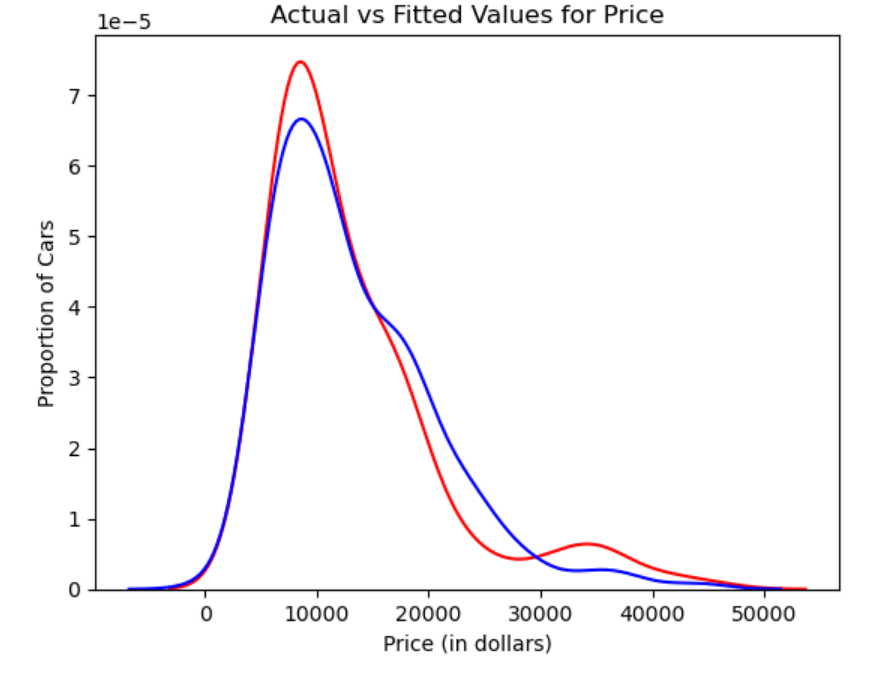 Actual vs Fitted Values for Price
1e−5
7
6
5
4
3
2
1
0
Proportion of Cars
0 10000 20000 30000 40000 50000
Price (in dollars)